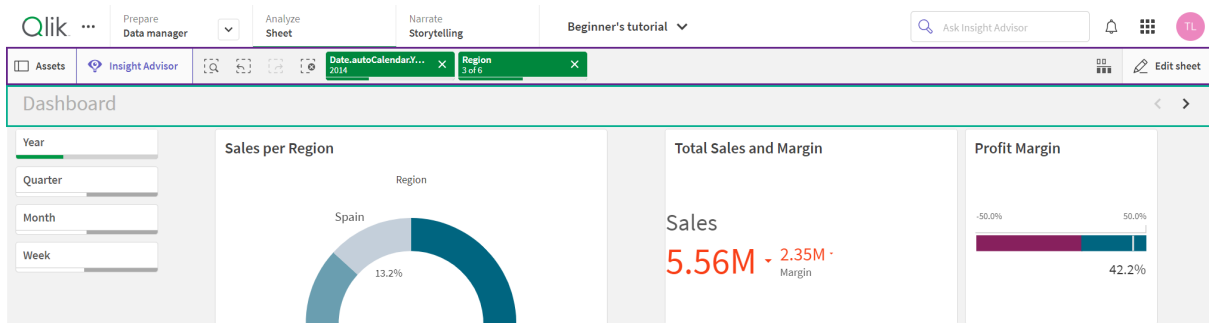 Qlik
Prepare
Data manager
Analyze
Sheet
Narrate
Storytelling
Beginner's tutorial
Ask Insight Advisor
TL
Assets
Insight Advisor
Date.autoCalendar.Y...
2014
Region
3 of 6
Edit sheet
Dashboard
Year
Quarter
Month
Week
Sales per Region
Region
Spain
13.2%
Total Sales and Margin
Sales
5.56M
2.35M
Margin
Profit Margin
-50.0%
50.0%
42.2%